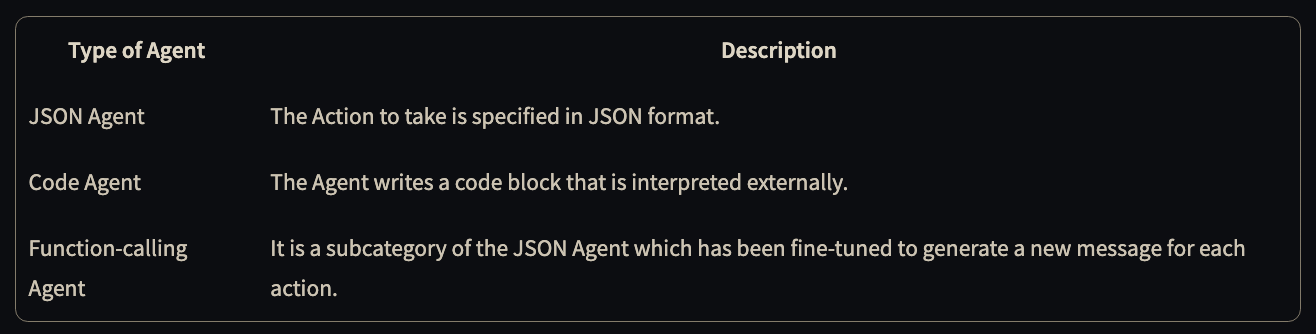 Type of Agent Description
JSON Agent The Action to take is specified in JSON format.
Code Agent The Agent writes a code block that is interpreted externally.
Function-calling It is a subcategory of the JSON Agent which has been fine-tuned to generate a new message for each
Agent action.